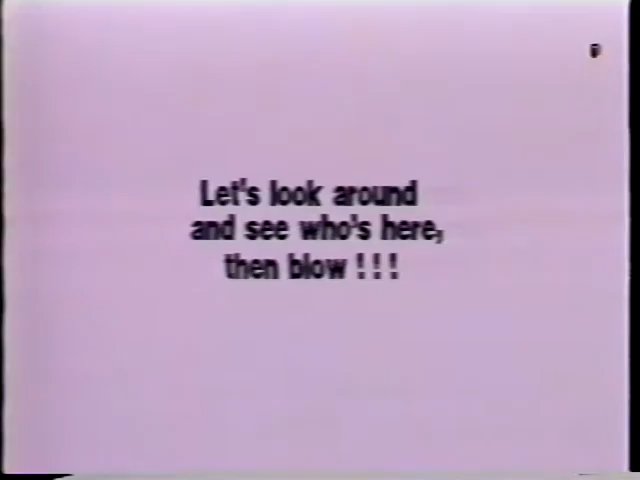 Let's look around
and see who's here,
then blow ! ! !